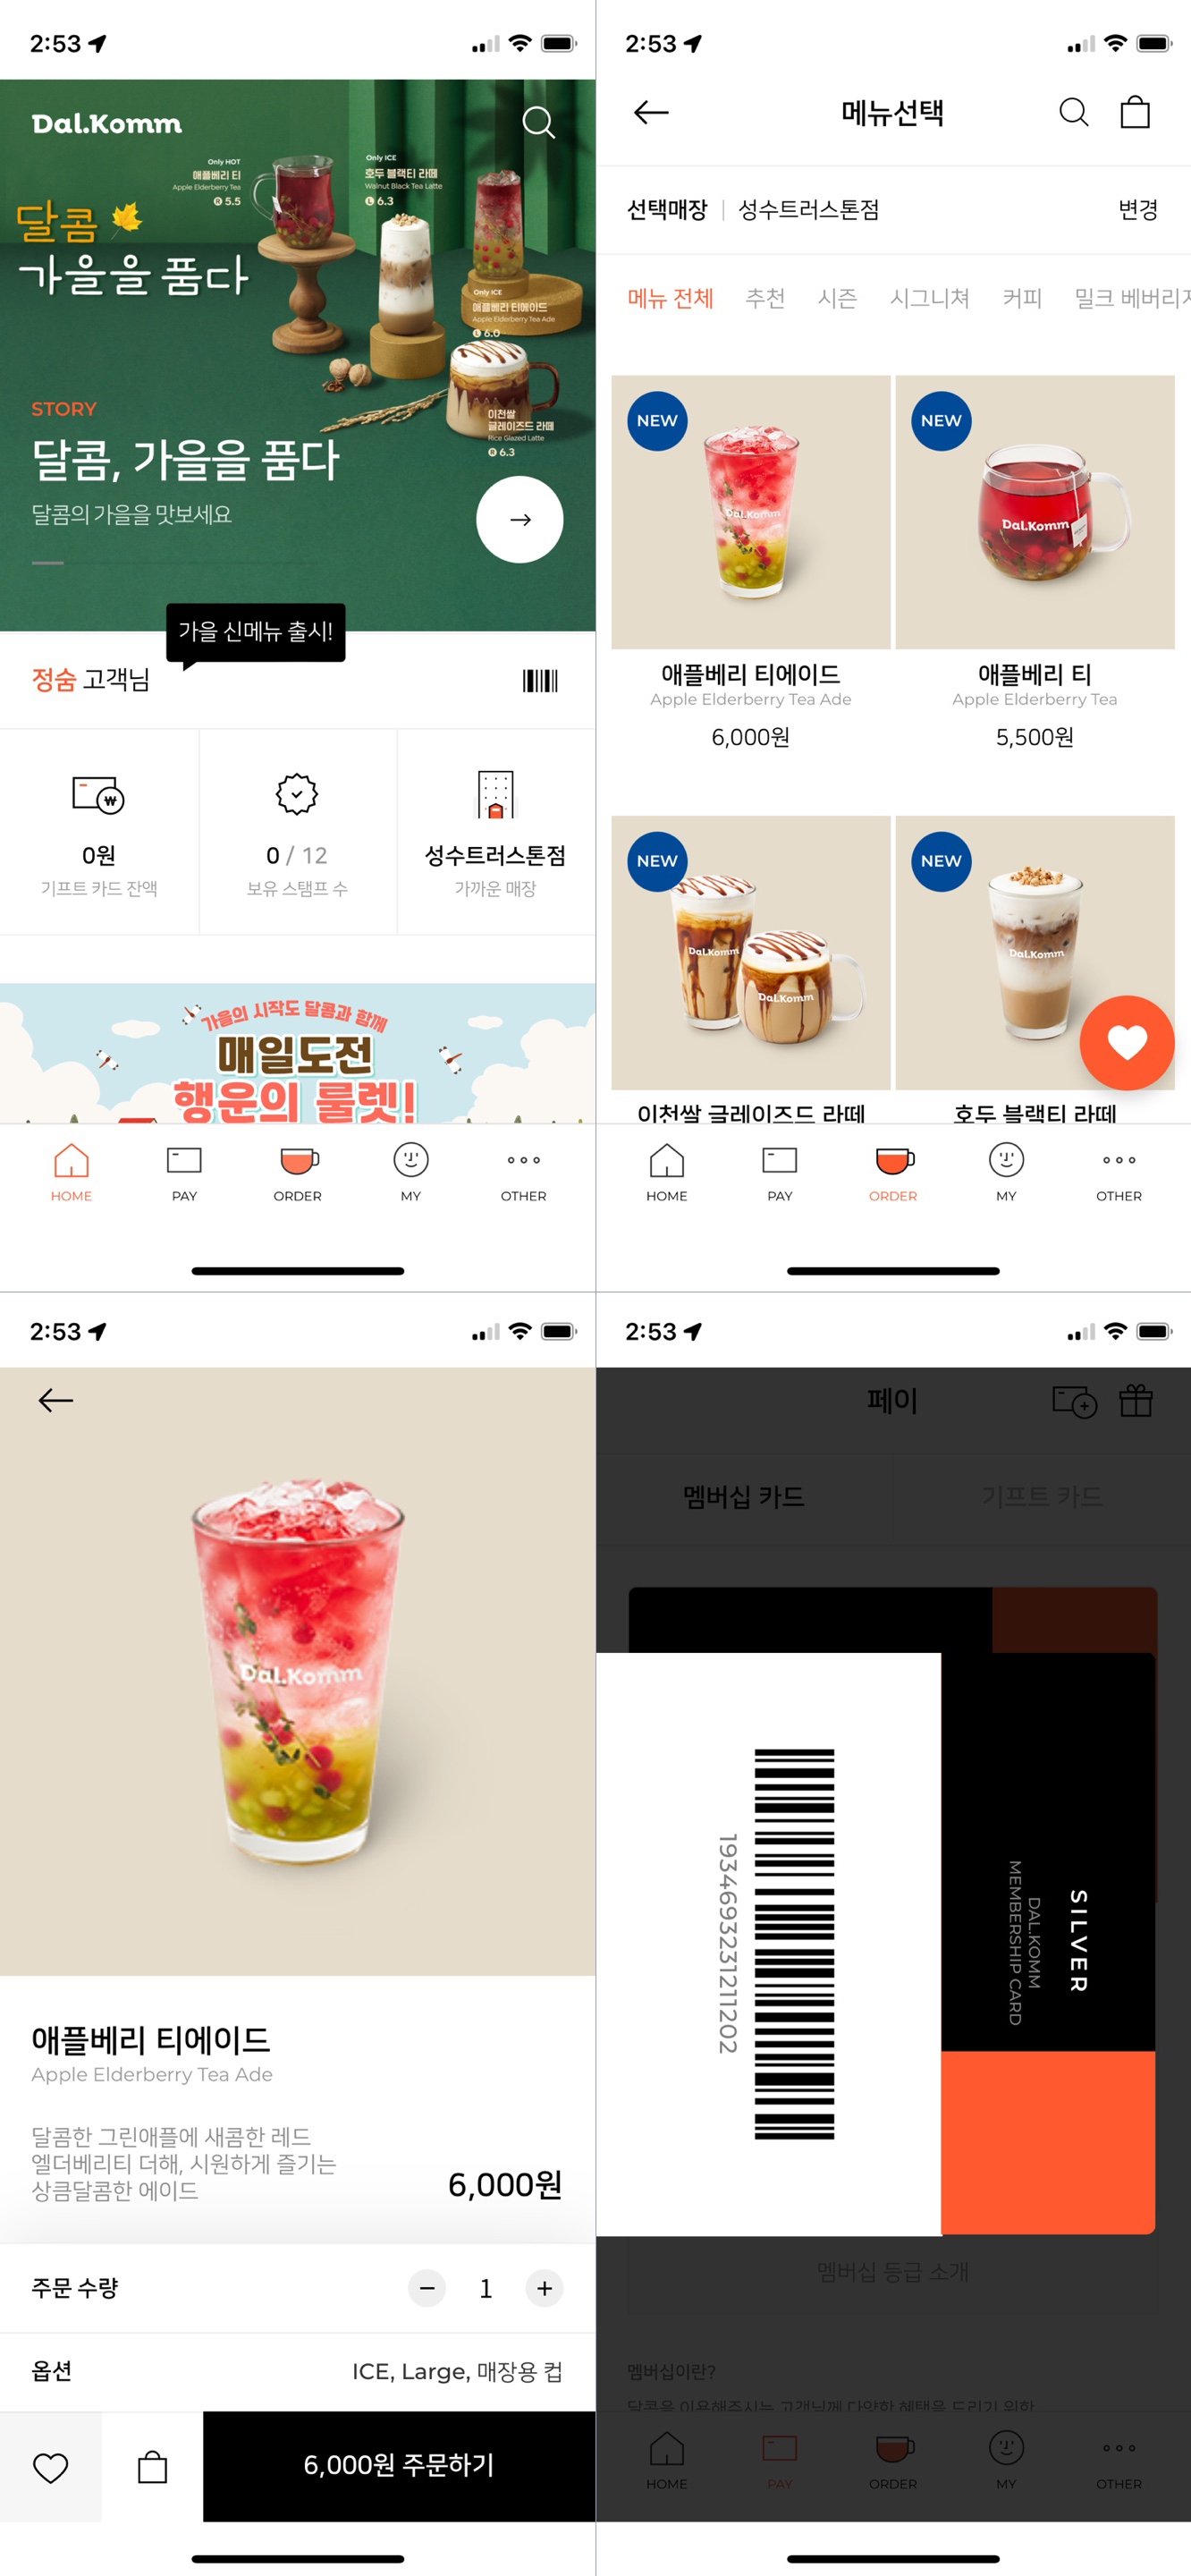 2:53
Dal.Komm
Only HOT
애플베리 티
Apple Elderberry Tea
R 5.5
Only ICE
호두 블랙티 라떼
Walnut Black Tea Latte
L 6.3
달콤
가을을 품다
Only ICE
애플베리 티에이드
Apple Elderberry Tea Ade
L 6.0
이천쌀
글레이즈드 라떼
Rice Glazed Latte
R 6.3
STORY
달콤, 가을을 품다
달콤의 가을을 맛보세요
가을 신메뉴 출시!
정숨 고객님
0원
기프트 카드 잔액
0 / 12
보유 스탬프 수
성수트러스톤점
가까운 매장
가을의 시작도 달콤과 함께
매일도전
행운의 룰렛!
HOME
PAY
ORDER
MY
OTHER
2:53
메뉴선택
선택매장 | 성수트러스톤점
변경
메뉴 전체 추천 시즌 시그니쳐 커피 밀크 베버리지
NEW
Dal.Komm
NEW
Dal.Komm
애플베리 티에이드
Apple Elderberry Tea Ade
6,000원
애플베리 티
Apple Elderberry Tea
5,500원
NEW
Dal.Komm
Dal.Komm
NEW
Dal.Komm
이천쌀 글레이즈드 라떼
호두 블랙티 라떼
HOME
PAY
ORDER
MY
OTHER
2:53
Dal.Komm
애플베리 티에이드
Apple Elderberry Tea Ade
달콤한 그린애플에 새콤한 레드
엘더베리티 더해, 시원하게 즐기는
상큼달콤한 에이드
6,000원
주문 수량
− 1 +
옵션
ICE, Large, 매장용 컵
6,000원 주문하기
2:53
페이
멤버십 카드
기프트 카드
SILVER
DAL.KOMM
MEMBERSHIP CARD
1934693231211202
멤버십 등급 소개
멤버십이란?
달콤을 이용해주시는 고객님께 다양한 혜택을 드리기 위한
HOME
PAY
ORDER
MY
OTHER